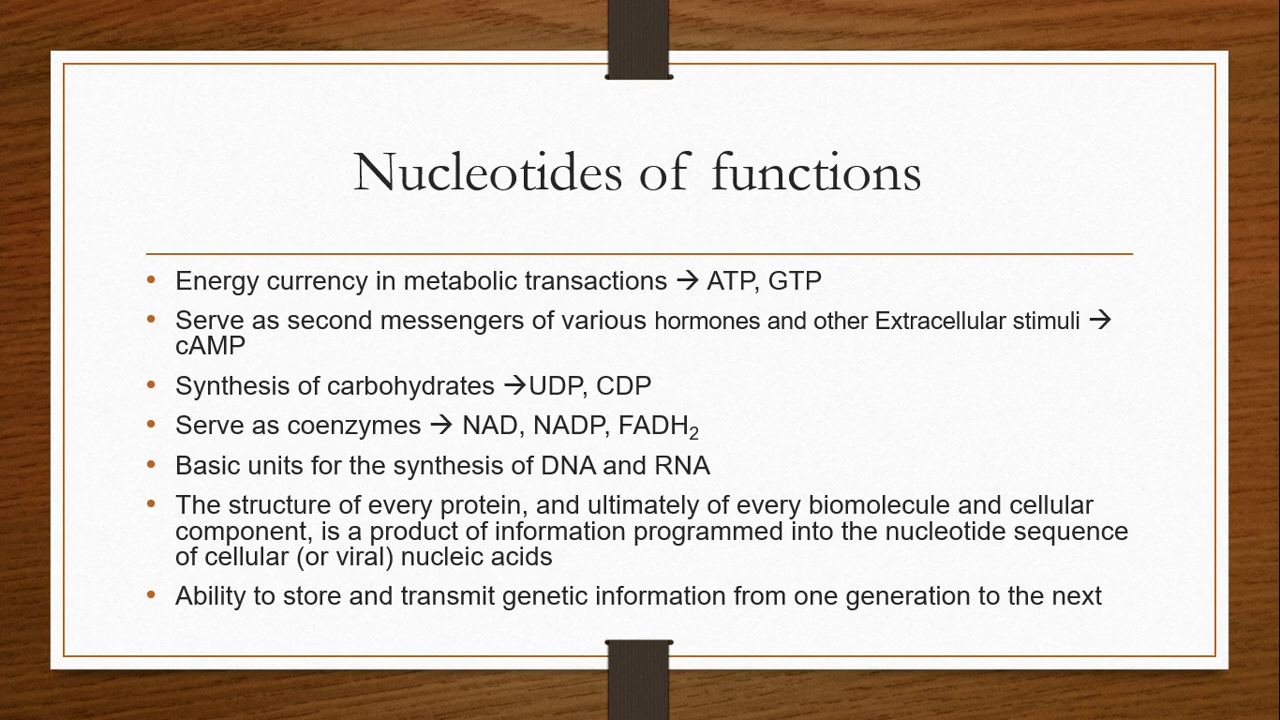 Nucleotides of functions
• Energy currency in metabolic transactions → ATP, GTP
• Serve as second messengers of various hormones and other Extracellular stimuli →
cAMP
• Synthesis of carbohydrates →UDP, CDP
• Serve as coenzymes → NAD, NADP, FADH₂
• Basic units for the synthesis of DNA and RNA
• The structure of every protein, and ultimately of every biomolecule and cellular
component, is a product of information programmed into the nucleotide sequence
of cellular (or viral) nucleic acids
• Ability to store and transmit genetic information from one generation to the next